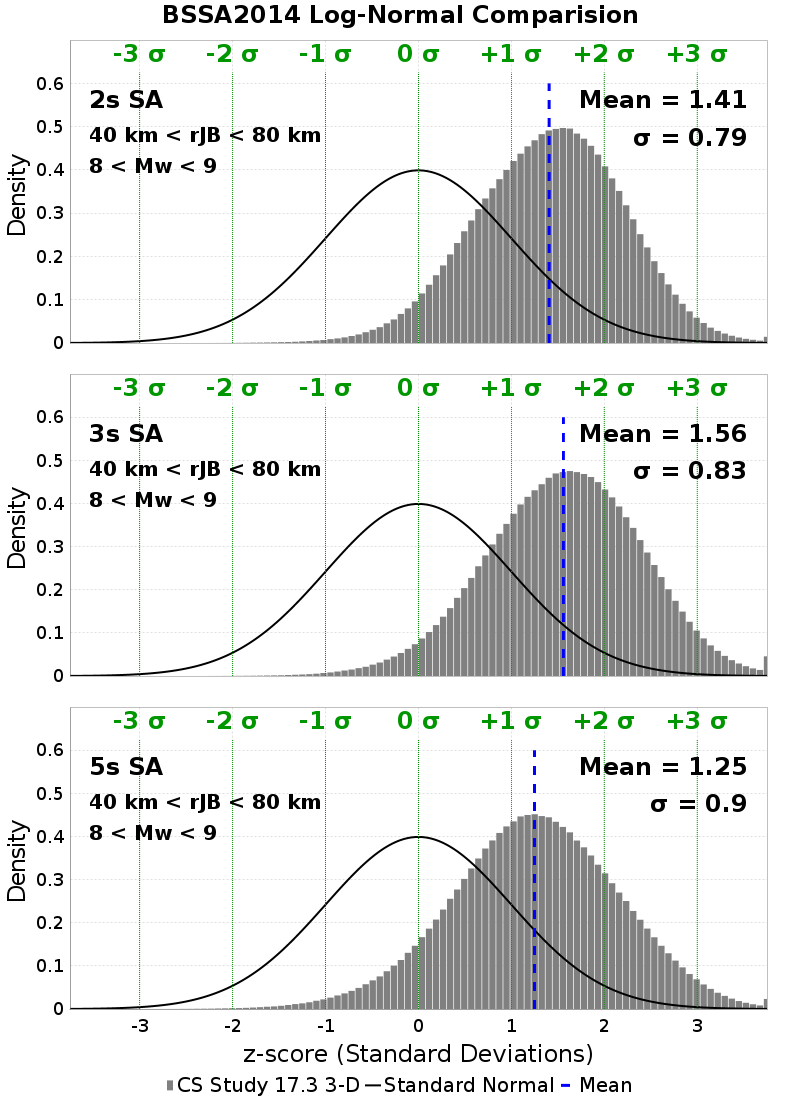 BSSA2014 Log-Normal Comparision
-3 σ -2 σ -1 σ 0 σ +1 σ +2 σ +3 σ
0.6
2s SA Mean = 1.41
0.5
40 km < rJB < 80 km σ = 0.79
8 < Mw < 9
0.4
Density
0.3
0.2
0.1
0
-3 σ -2 σ -1 σ 0 σ +1 σ +2 σ +3 σ
0.6
3s SA Mean = 1.56
0.5
40 km < rJB < 80 km σ = 0.83
8 < Mw < 9
0.4
Density
0.3
0.2
0.1
0
-3 σ -2 σ -1 σ 0 σ +1 σ +2 σ +3 σ
0.6
5s SA Mean = 1.25
0.5
40 km < rJB < 80 km σ = 0.9
8 < Mw < 9
0.4
Density
0.3
0.2
0.1
0
-3 -2 -1 0 1 2 3
z-score (Standard Deviations)
CS Study 17.3 3-D Standard Normal Mean